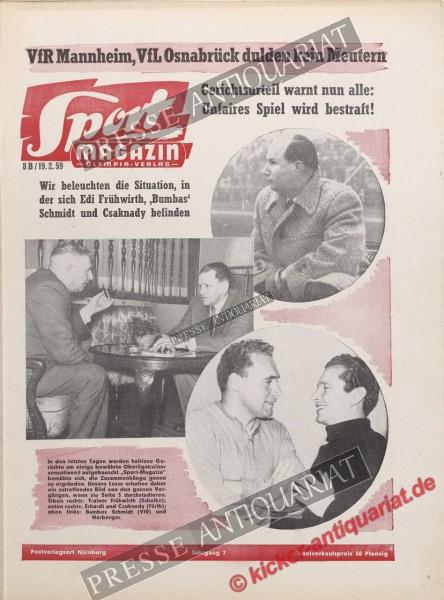 VfR Mannheim, VfL Osnabrück dulden kein Meutern
Gerichtsurteil warnt nun alle:
Unfaires Spiel wird bestraft!
Sport
MAGAZIN
OLYMPIA-VERLAG
8 B / 19. 2. 59
Wir beleuchten die Situation, in
der sich Edi Frühwirth, ‚Bumbas‘
Schmidt und Csaknady befinden
In den letzten Tagen wurden haltlose Ge-
rüchte um einige bewährte Oberligatrainer
sensationell aufgebauscht. „Sport-Magazin“
bemühte sich, die Zusammenhänge genau
zu ergründen. Unsere Leser erhalten daher
ein zutreffendes Bild von den ganzen Vor-
gängen, wenn sie Seite 5 durchstudieren.
Oben rechts: Trainer Frühwirth (Schalke);
unten rechts: Erhardt und Csaknady (Fürth);
oben links: Bumbas Schmidt (VfB) und
Herberger.
Postverlagsort Nürnberg
Jahrgang 7
Einzelverkaufspreis 50 Pfennig
PRESSE ANTIQUARIAT
PRESSE ANTIQUARIAT
PRESSE ANTIQUARIAT
© kicker-antiquariat.de